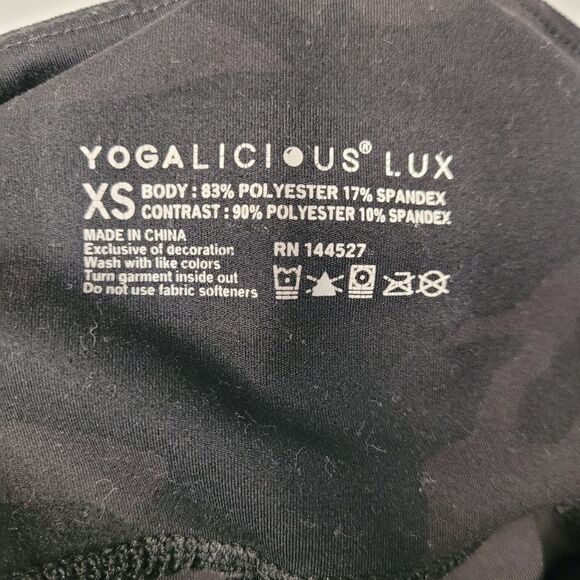 YOGALICIOUS® LUX
XS
BODY : 83% POLYESTER 17% SPANDEX
CONTRAST : 90% POLYESTER 10% SPANDEX
MADE IN CHINA
Exclusive of decoration
Wash with like colors
Turn garment inside out
Do not use fabric softeners
RN 144527